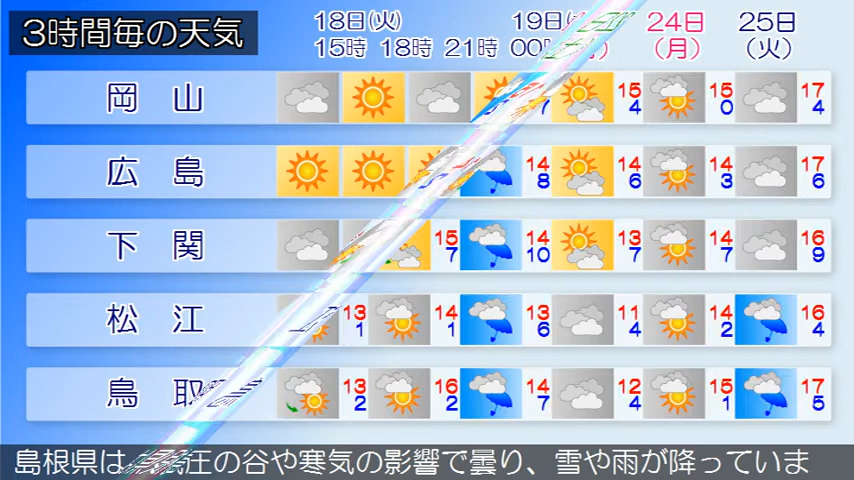 3時間毎の天気
18日(火) 19日 24日 25日
15時 18時 21時 00 (月) (火)
岡山 7 15 4 15 0 17 4
広島 14 8 14 6 14 3 17 6
下関 15 7 14 10 13 7 14 7 16 9
松江 13 1 14 1 13 6 11 4 14 2 16 4
鳥取 13 2 16 2 14 7 12 4 15 1 17 5
島根県は 圧の谷や寒気の影響で曇り、雪や雨が降っていま